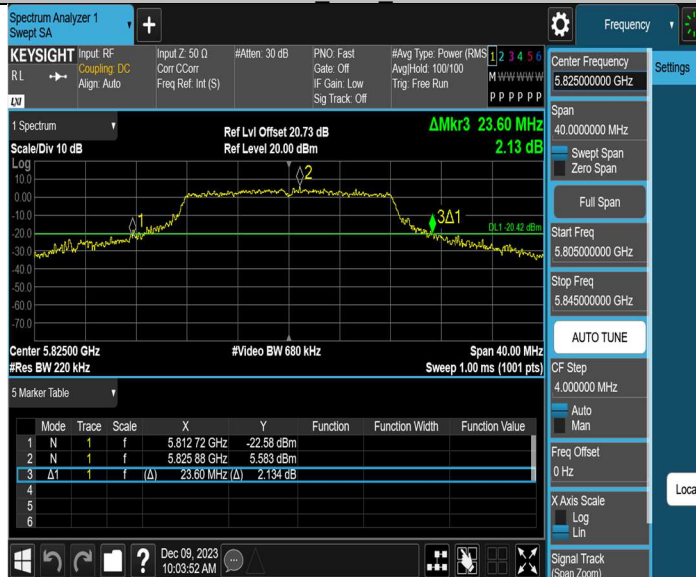 Spectrum Analyzer 1
Swept SA
+
Frequency
KEYSIGHT
RL
LXI
Input: RF
Coupling: DC
Align: Auto
Input Z: 50 Ω
Corr CCorr
Freq Ref: Int (S)
#Atten: 30 dB
PNO: Fast
Gate: Off
IF Gain: Low
Sig Track: Off
#Avg Type: Power (RMS
Avg|Hold: 100/100
Trig: Free Run
1 2 3 4 5 6
M W W W W W
P P P P P P
1 Spectrum
Scale/Div 10 dB
Ref Lvl Offset 20.73 dB
Ref Level 20.00 dBm
ΔMkr3 23.60 MHz
2.13 dB
Log
10.0
0.00
-10.0
-20.0
-30.0
-40.0
-50.0
-60.0
-70.0
1
2
3Δ1
DL1 -20.42 dBm
Center 5.82500 GHz
#Res BW 220 kHz
#Video BW 680 kHz
Span 40.00 MHz
Sweep 1.00 ms (1001 pts)
5 Marker Table
Mode Trace Scale X Y Function Function Width Function Value
1 N 1 f 5.812 72 GHz -22.58 dBm
2 N 1 f 5.825 88 GHz 5.583 dBm
3 Δ1 1 f (Δ) 23.60 MHz (Δ) 2.134 dB
4
5
6
?
Dec 09, 2023
10:03:52 AM
Center Frequency
5.825000000 GHz
Settings
Span
40.0000000 MHz
Swept Span
Zero Span
Full Span
Start Freq
5.805000000 GHz
Stop Freq
5.845000000 GHz
AUTO TUNE
CF Step
4.000000 MHz
Auto
Man
Freq Offset
0 Hz
X Axis Scale
Log
Lin
Signal Track
(Span Zoom)
Loca